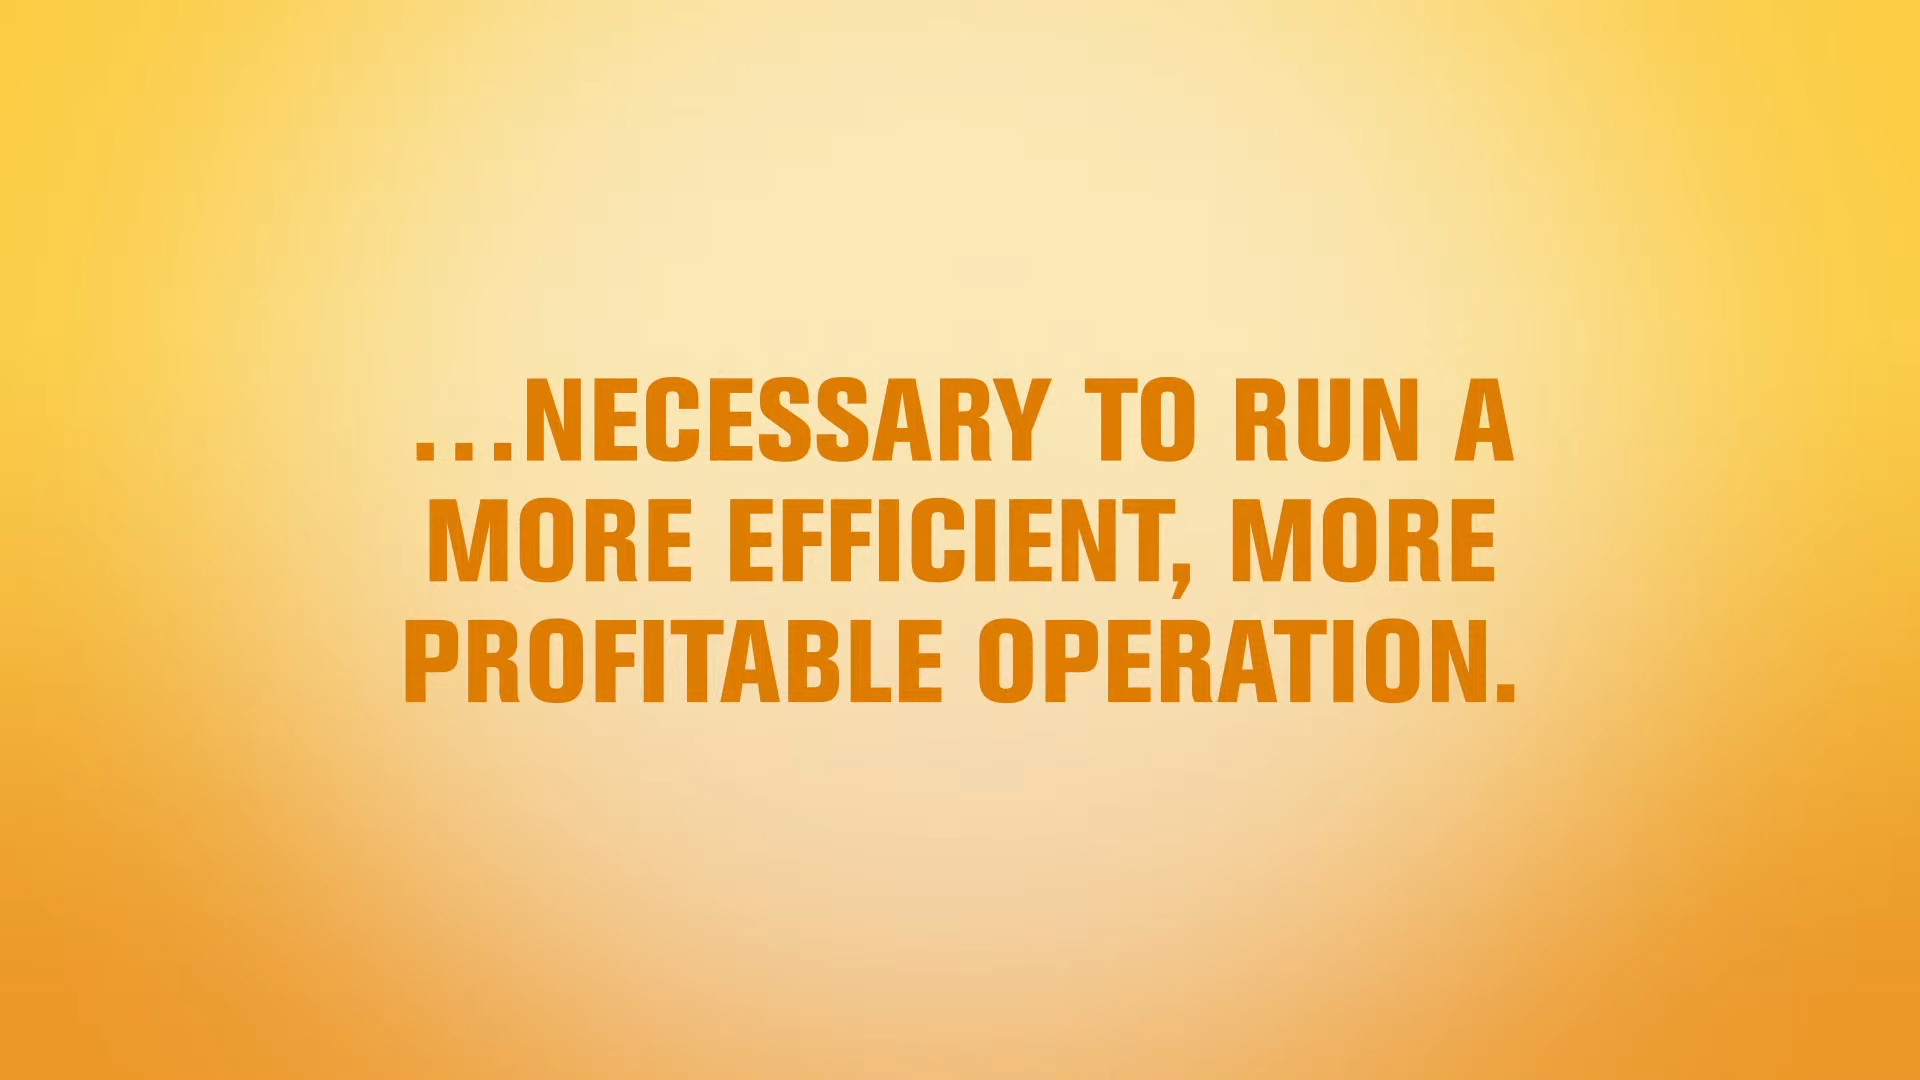 ...NECESSARY TO RUN A
MORE EFFICIENT, MORE
PROFITABLE OPERATION.